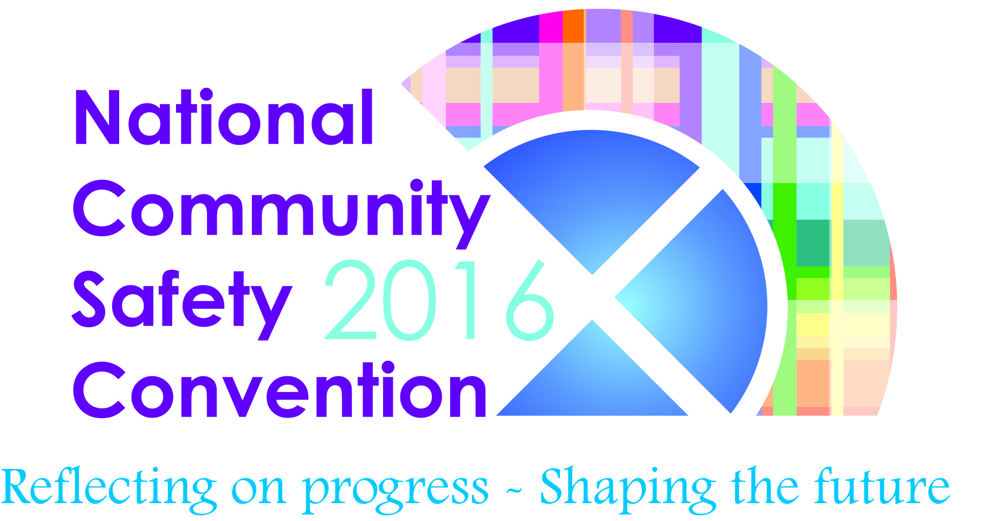 National
Community
Safety 2016
Convention
Reflecting on progress ~ Shaping the future